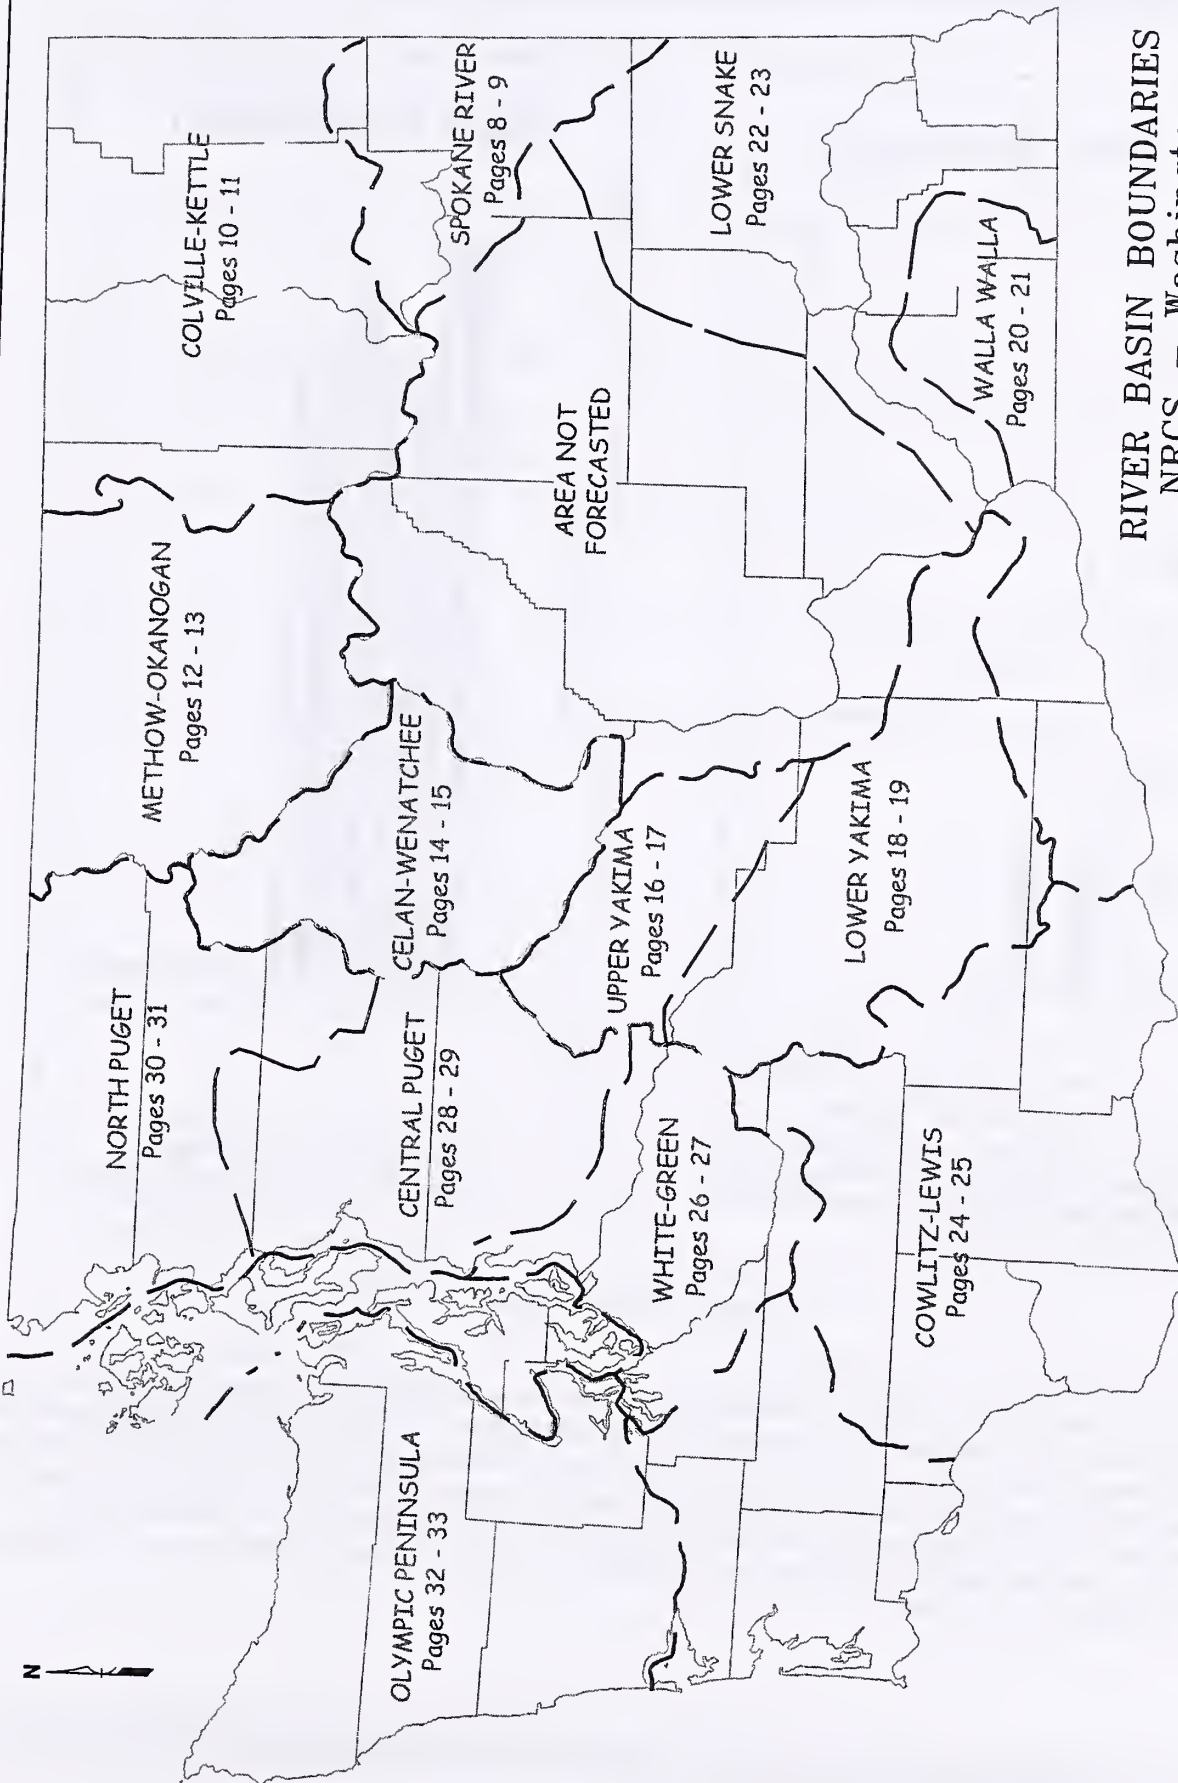 N
NORTH PUGET
Pages 30 - 31
METHOW-OKANOGAN
Pages 12 - 13
COLVILLE-KETTLE
Pages 10 - 11
OLYMPIC PENINSULA
Pages 32 - 33
CENTRAL PUGET
Pages 28 - 29
CELAN-WENATCHEE
Pages 14 - 15
SPOKANE RIVER
Pages 8 - 9
AREA NOT
FORECASTED
WHITE-GREEN
Pages 26 - 27
UPPER YAKIMA
Pages 16 - 17
LOWER SNAKE
Pages 22 - 23
COWLITZ-LEWIS
Pages 24 - 25
LOWER YAKIMA
Pages 18 - 19
WALLA WALLA
Pages 20 - 21
RIVER BASIN BOUNDARIES
NRCS - Washington